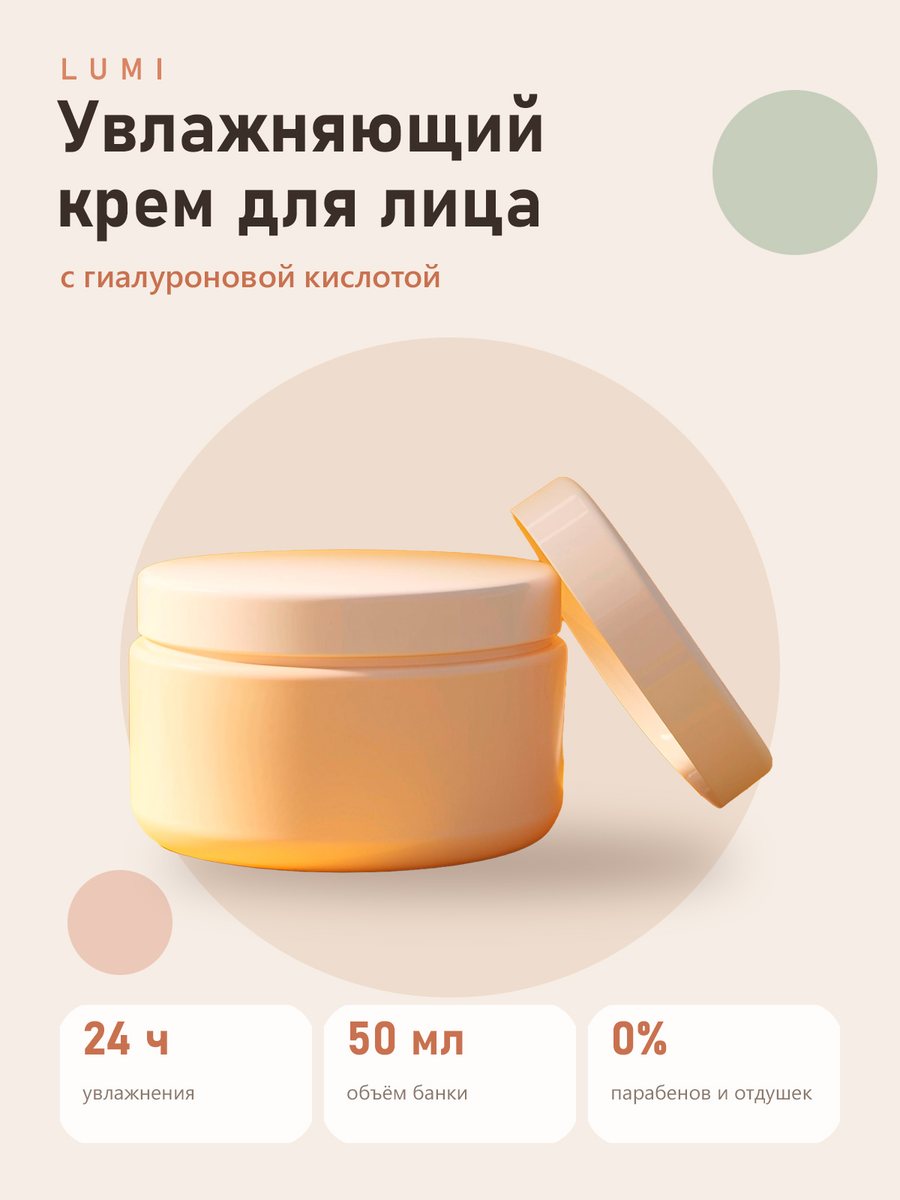 LUMI
Увлажняющий
крем для лица
с гиалуроновой кислотой
24 ч
увлажнения
50 мл
объём банки
0%
парабенов и отдушек